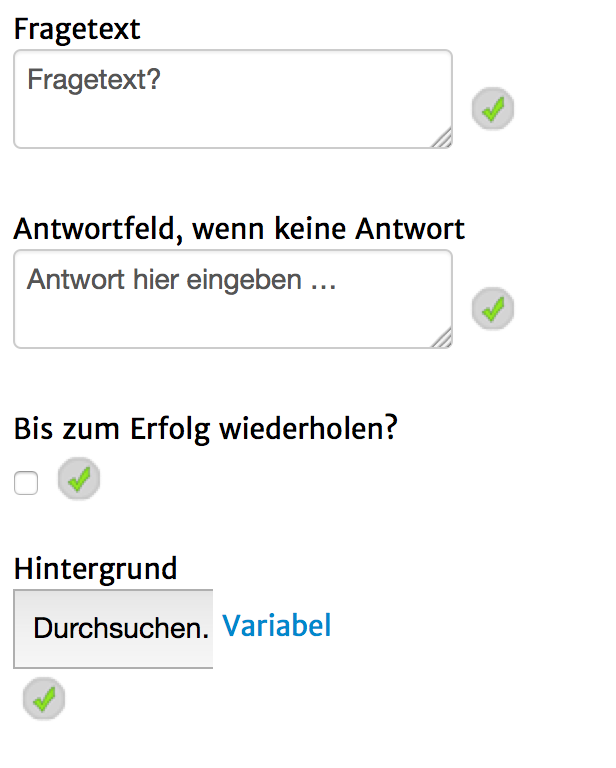 Fragetext
Fragetext?
Antwortfeld, wenn keine Antwort
Antwort hier eingeben …
Bis zum Erfolg wiederholen?
Hintergrund
Durchsuchen. Variabel